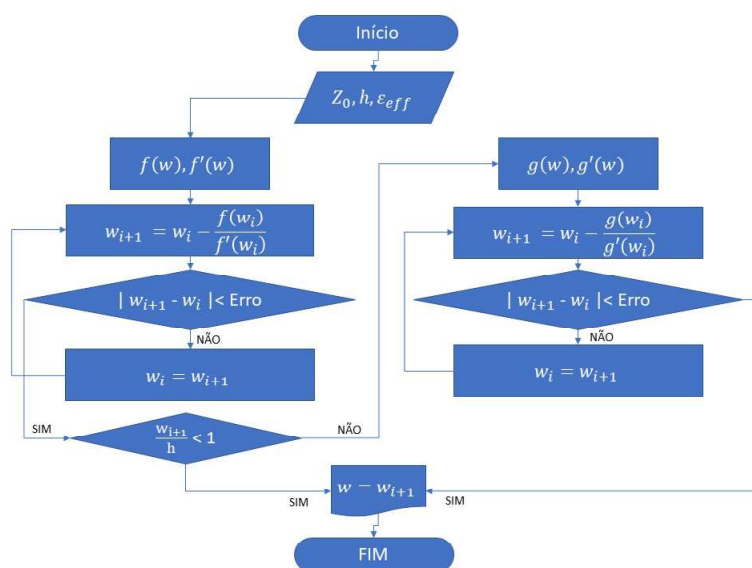 Início
Z₀, h, ε_eff
f(w), f′(w)
w_{i+1} = w_i − f(w_i)/f′(w_i)
| w_{i+1} - w_i |< Erro
NÃO
w_i = w_{i+1}
SIM
w_{i+1}/h < 1
NÃO
g(w), g′(w)
w_{i+1} = w_i − g(w_i)/g′(w_i)
| w_{i+1} - w_i |< Erro
NÃO
w_i = w_{i+1}
SIM
w − w_{i+1}
SIM
FIM